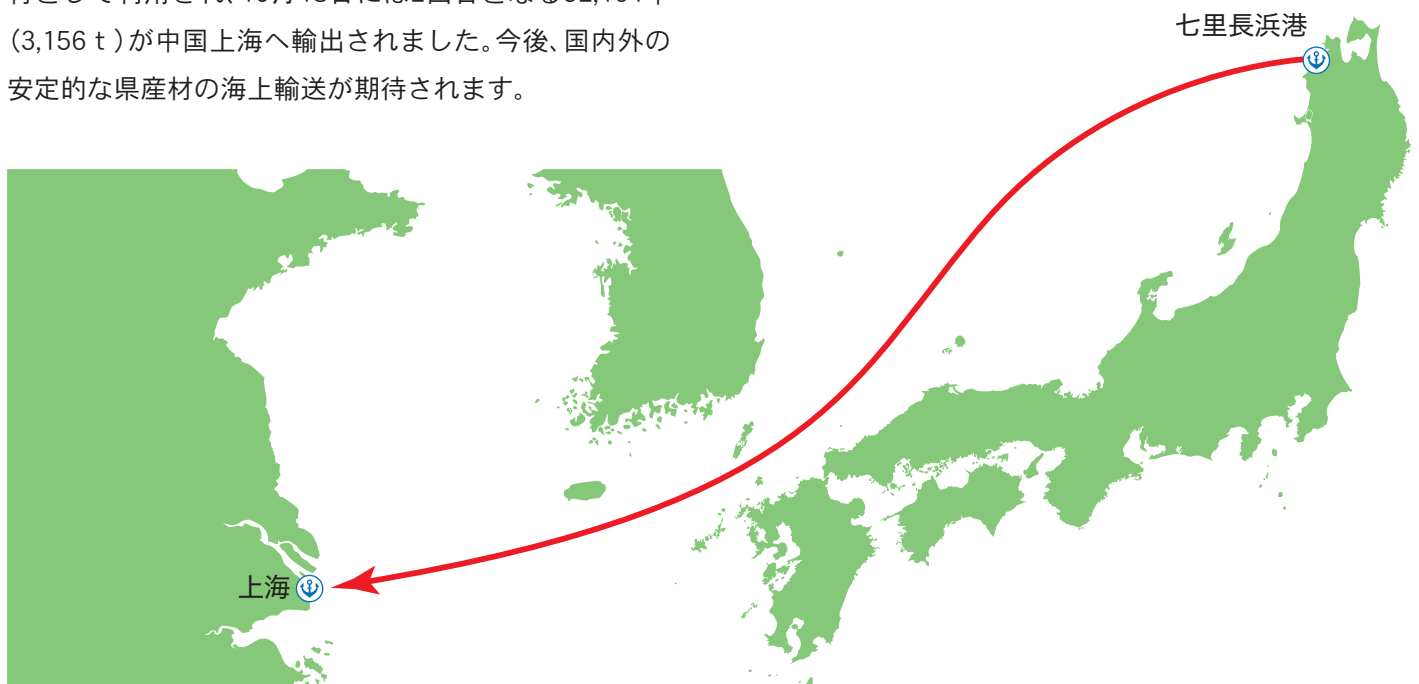 (3,156ｔ)が中国上海へ輸出されました。今後、国内外の
安定的な県産材の海上輸送が期待されます。
七里長浜港
上海